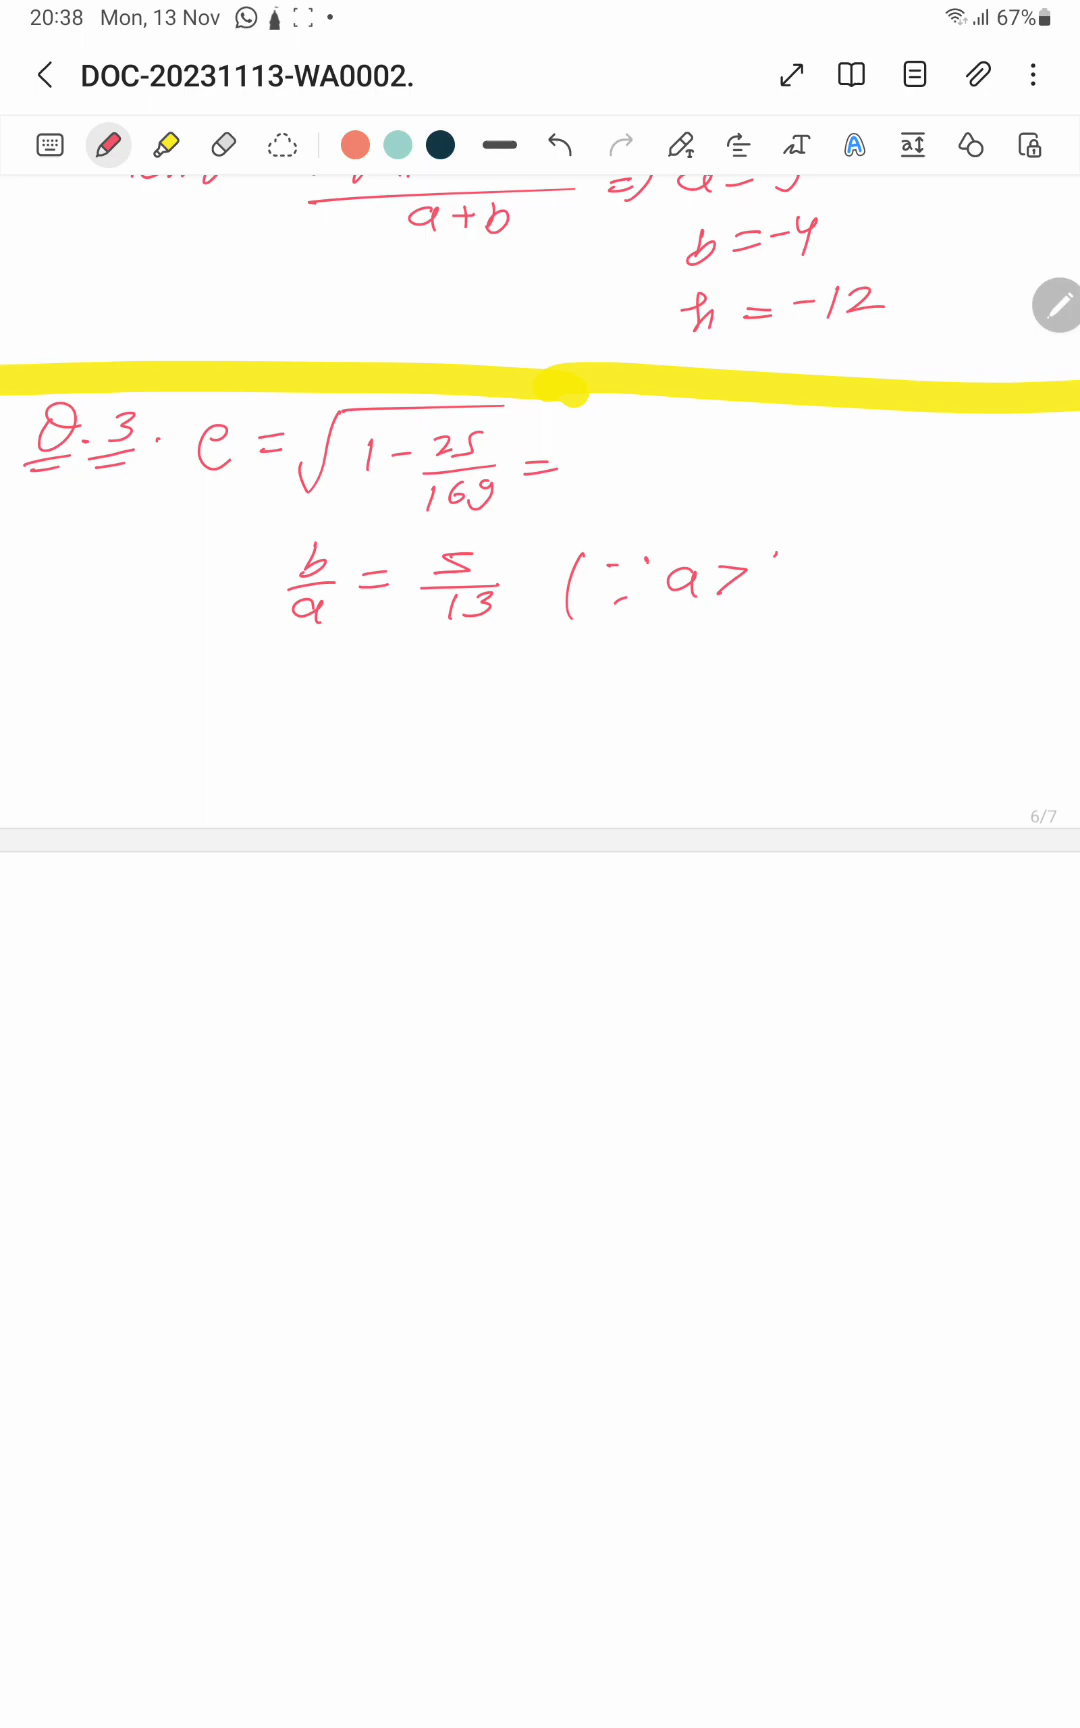 20:38 Mon, 13 Nov
67%
DOC-20231113-WA0002.
a+b
b=-4
h = -12
Q.3. e = √1-25/169 =
b/a = 5/13 (∵ a>
6/7